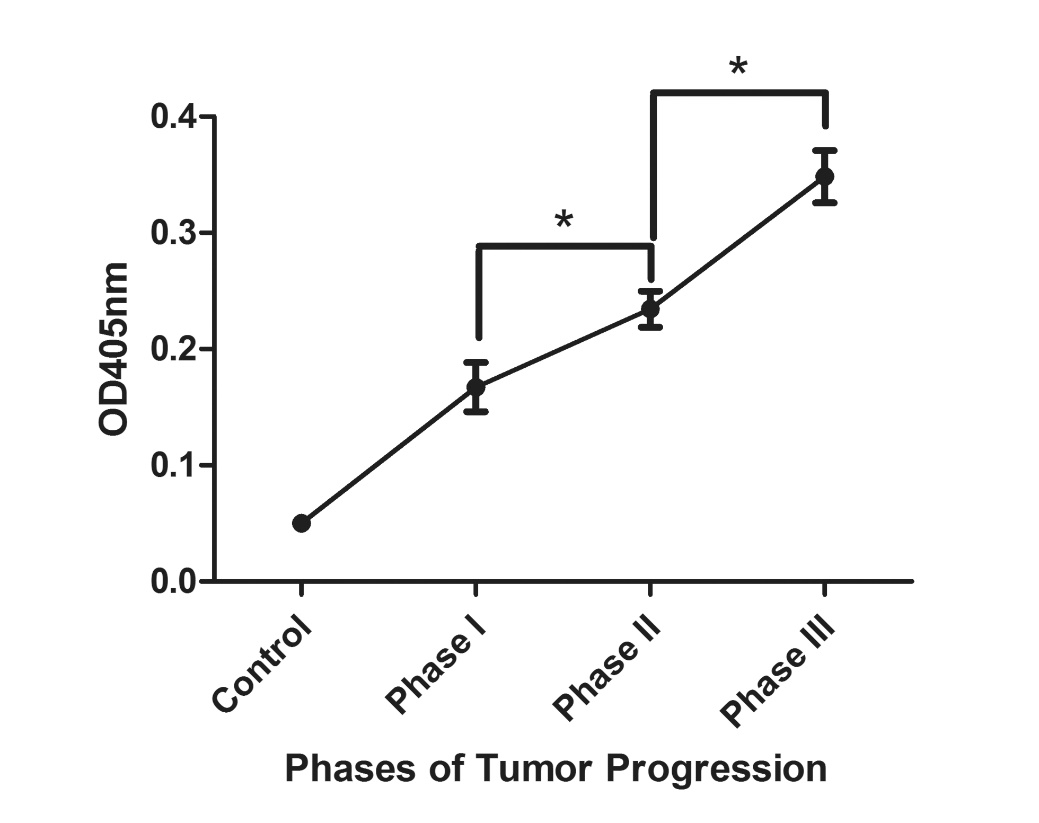 *
*
0.4
0.3
0.2
0.1
0.0
OD405nm
Control
Phase I
Phase II
Phase III
Phases of Tumor Progression